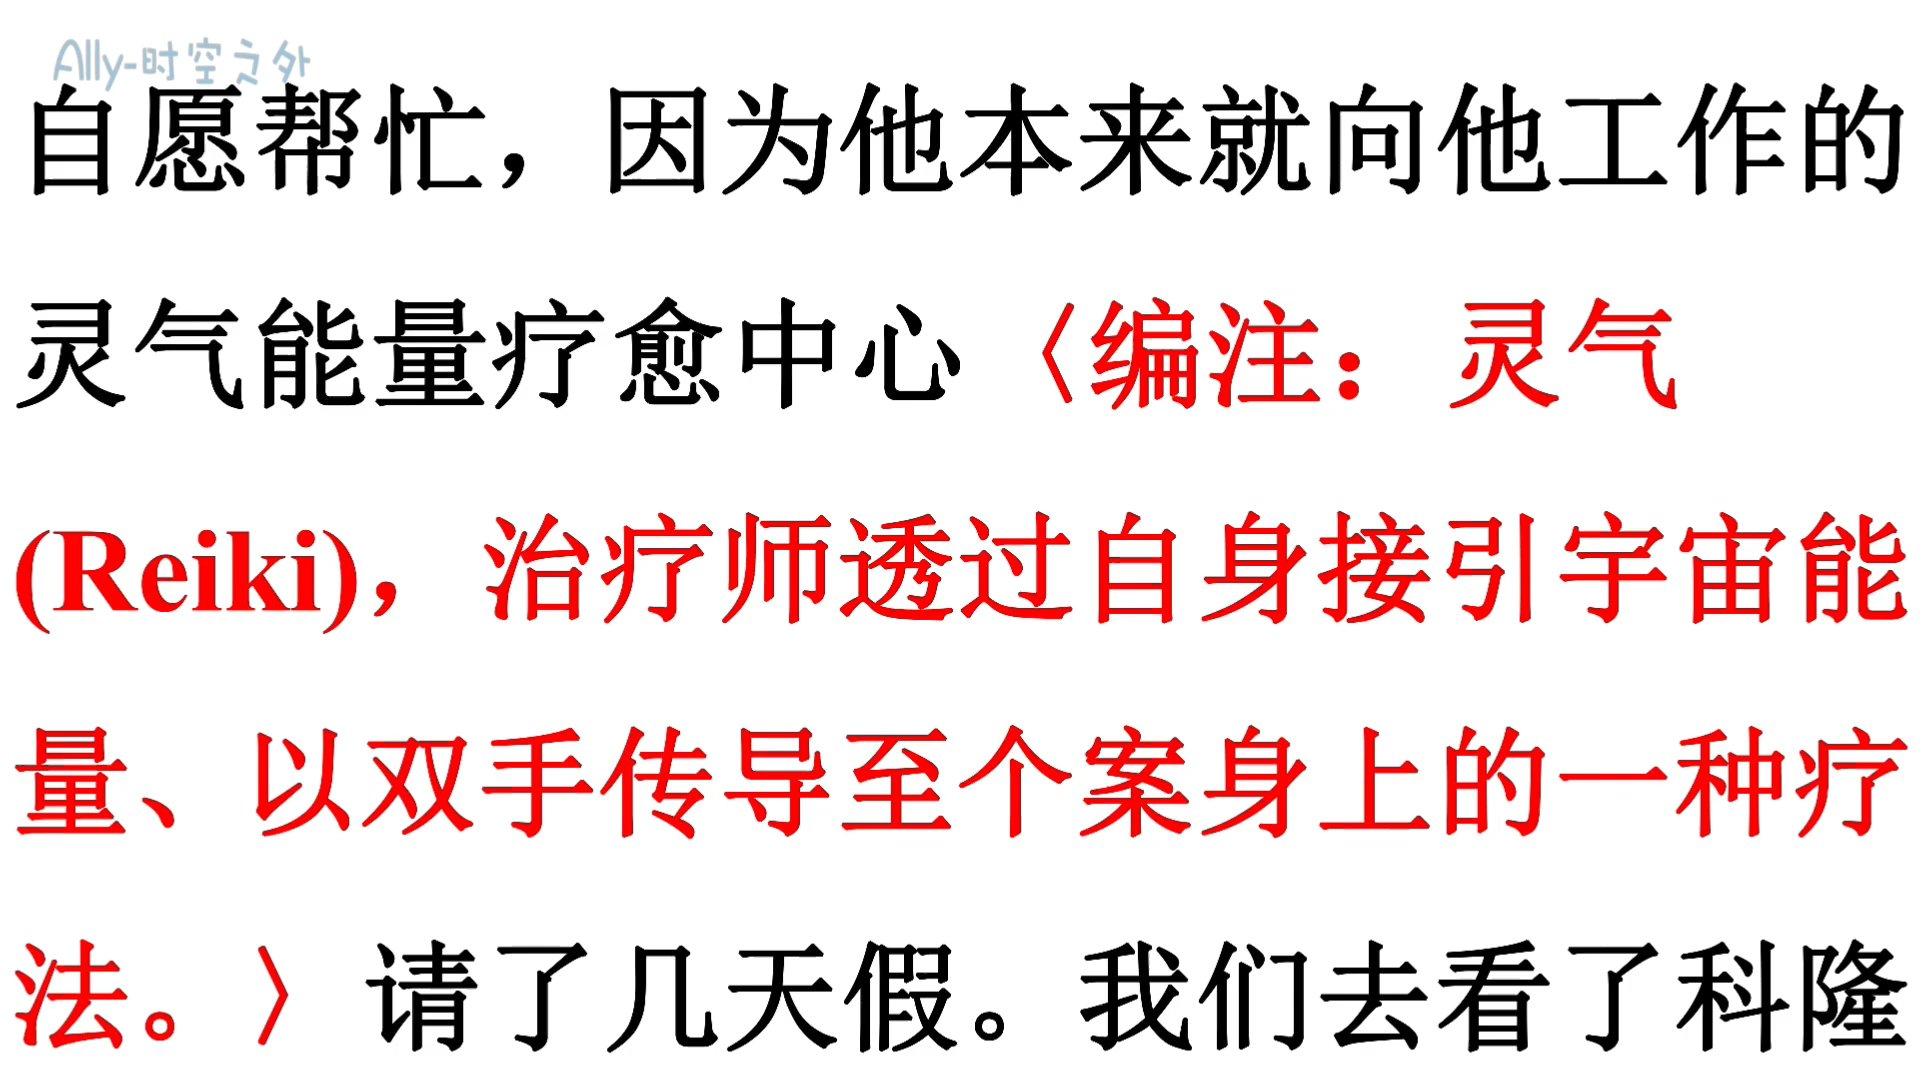 Ally-时空之外
自愿帮忙，因为他本来就向他工作的
灵气能量疗愈中心〈编注：灵气
(Reiki)，治疗师透过自身接引宇宙能
量、以双手传导至个案身上的一种疗
法。〉请了几天假。我们去看了科隆